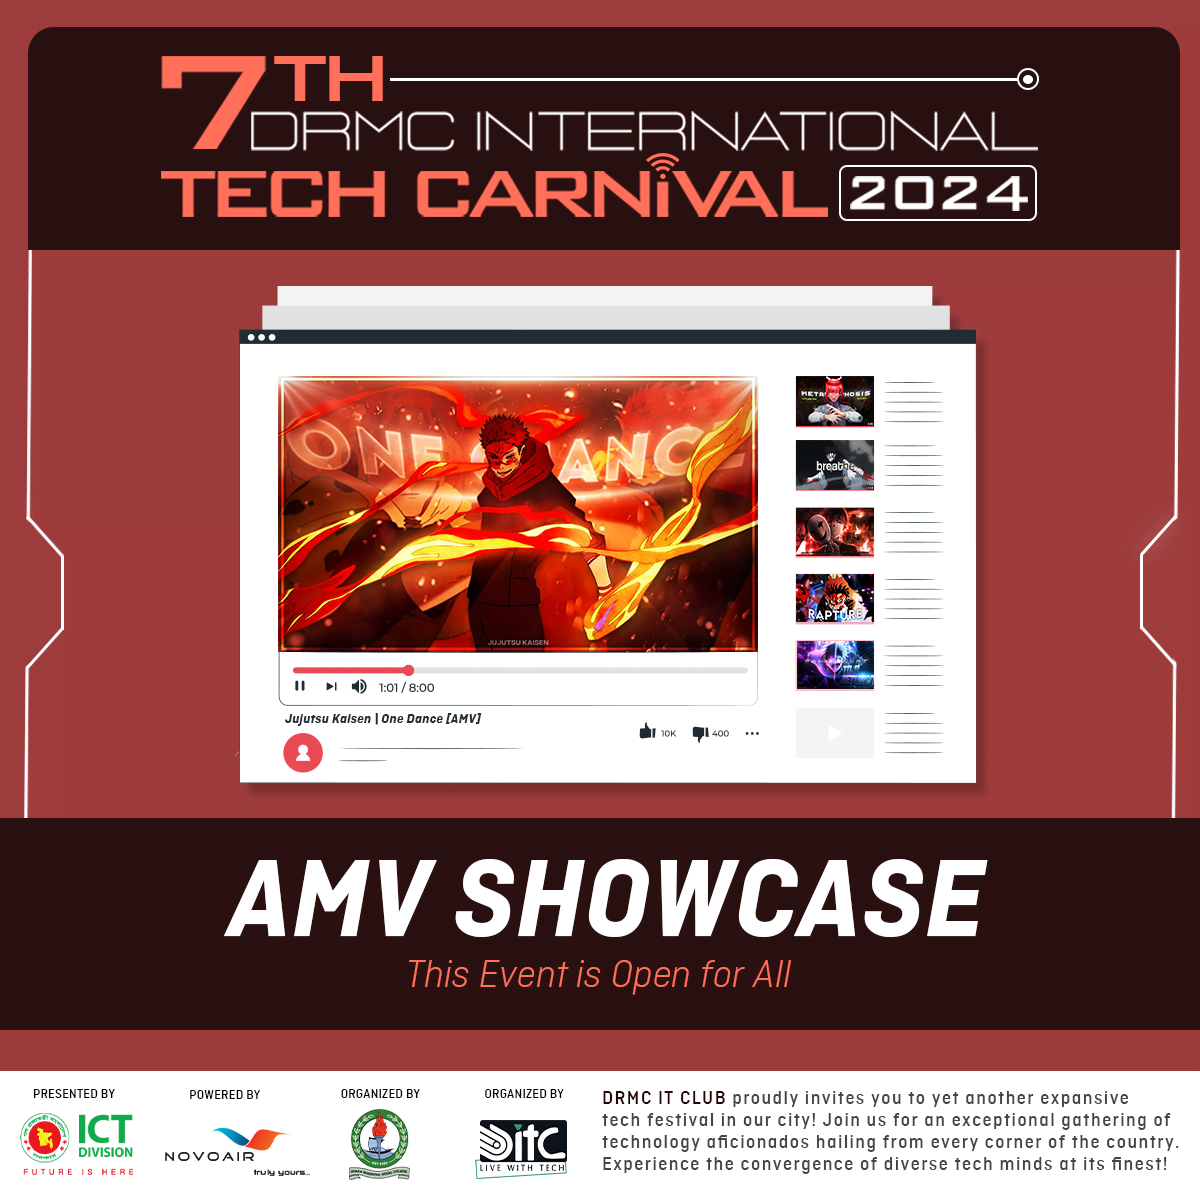 7TH
DRMC INTERNATIONAL
TECH CARNiVAL 2024
ONE DANCE
JUJUTSU KAISEN
1:01 / 8:00
Jujutsu Kaisen | One Dance [AMV]
10K 400
breathe
RAPTURE
AMV SHOWCASE
This Event is Open for All
PRESENTED BY
ICT
DIVISION
FUTURE IS HERE
POWERED BY
NOVOAIR
truly yours...
ORGANIZED BY
ORGANIZED BY
DITC
LIVE WITH TECH
DRMC IT CLUB proudly invites you to yet another expansive
tech festival in our city! Join us for an exceptional gathering of
technology aficionados hailing from every corner of the country.
Experience the convergence of diverse tech minds at its finest!